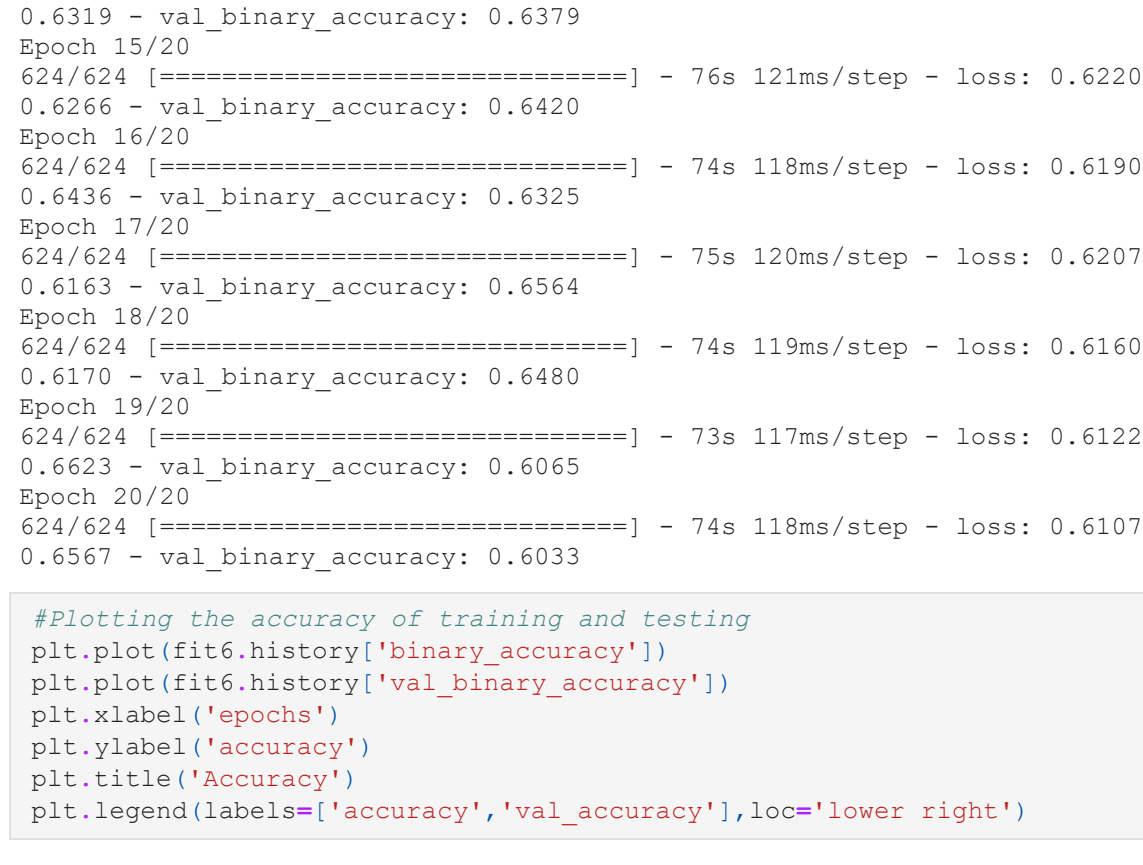 0.6319 - val_binary_accuracy: 0.6379
Epoch 15/20
624/624 [==============================] - 76s 121ms/step - loss: 0.6220
0.6266 - val_binary_accuracy: 0.6420
Epoch 16/20
624/624 [==============================] - 74s 118ms/step - loss: 0.6190
0.6436 - val_binary_accuracy: 0.6325
Epoch 17/20
624/624 [==============================] - 75s 120ms/step - loss: 0.6207
0.6163 - val_binary_accuracy: 0.6564
Epoch 18/20
624/624 [==============================] - 74s 119ms/step - loss: 0.6160
0.6170 - val_binary_accuracy: 0.6480
Epoch 19/20
624/624 [==============================] - 73s 117ms/step - loss: 0.6122
0.6623 - val_binary_accuracy: 0.6065
Epoch 20/20
624/624 [==============================] - 74s 118ms/step - loss: 0.6107
0.6567 - val_binary_accuracy: 0.6033
#Plotting the accuracy of training and testing
plt.plot(fit6.history['binary_accuracy'])
plt.plot(fit6.history['val_binary_accuracy'])
plt.xlabel('epochs')
plt.ylabel('accuracy')
plt.title('Accuracy')
plt.legend(labels=['accuracy','val_accuracy'],loc='lower right')